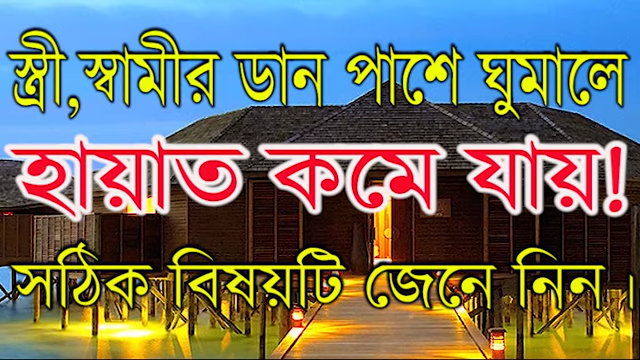 স্ত্রী,স্বামীর ডান পাশে ঘুমালে
হায়াত কমে যায়!
সঠিক বিষয়টি জেনে নিন।